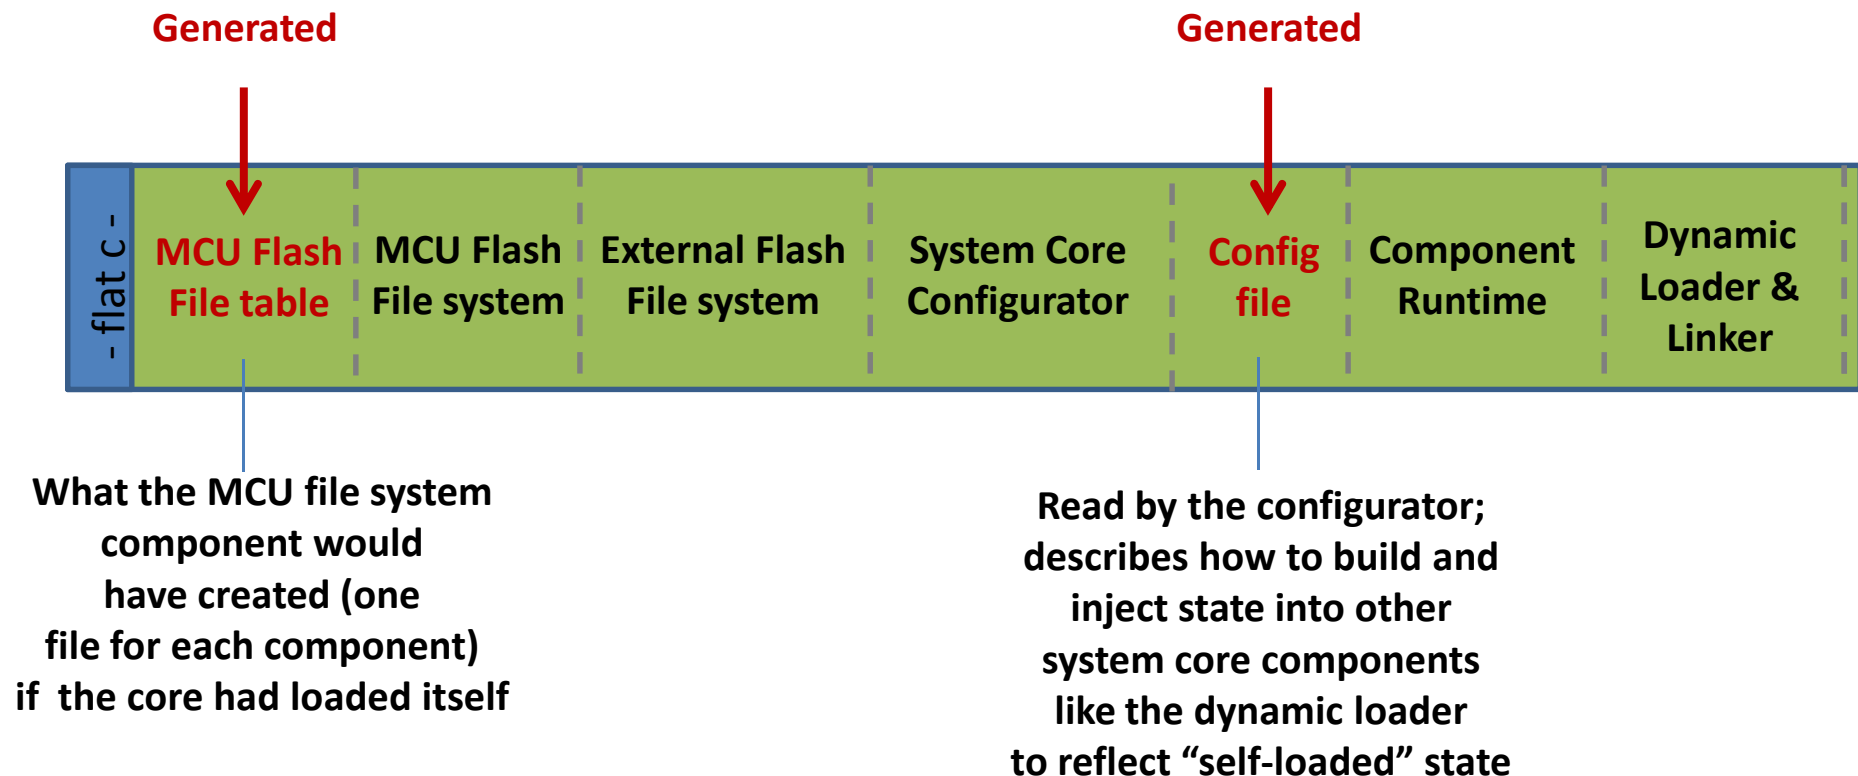 Generated
Generated
- flat c -
MCU Flash
File table
MCU Flash
File system
External Flash
File system
System Core
Configurator
Config
file
Component
Runtime
Dynamic
Loader &
Linker
What the MCU file system
component would
have created (one
file for each component)
if the core had loaded itself
Read by the configurator;
describes how to build and
inject state into other
system core components
like the dynamic loader
to reflect “self-loaded” state